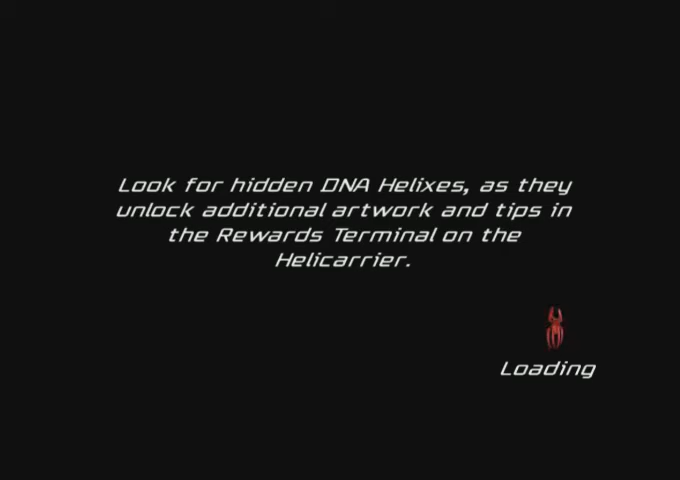 Look for hidden DNA Helixes, as they
unlock additional artwork and tips in
the Rewards Terminal on the
Helicarrier.
Loading